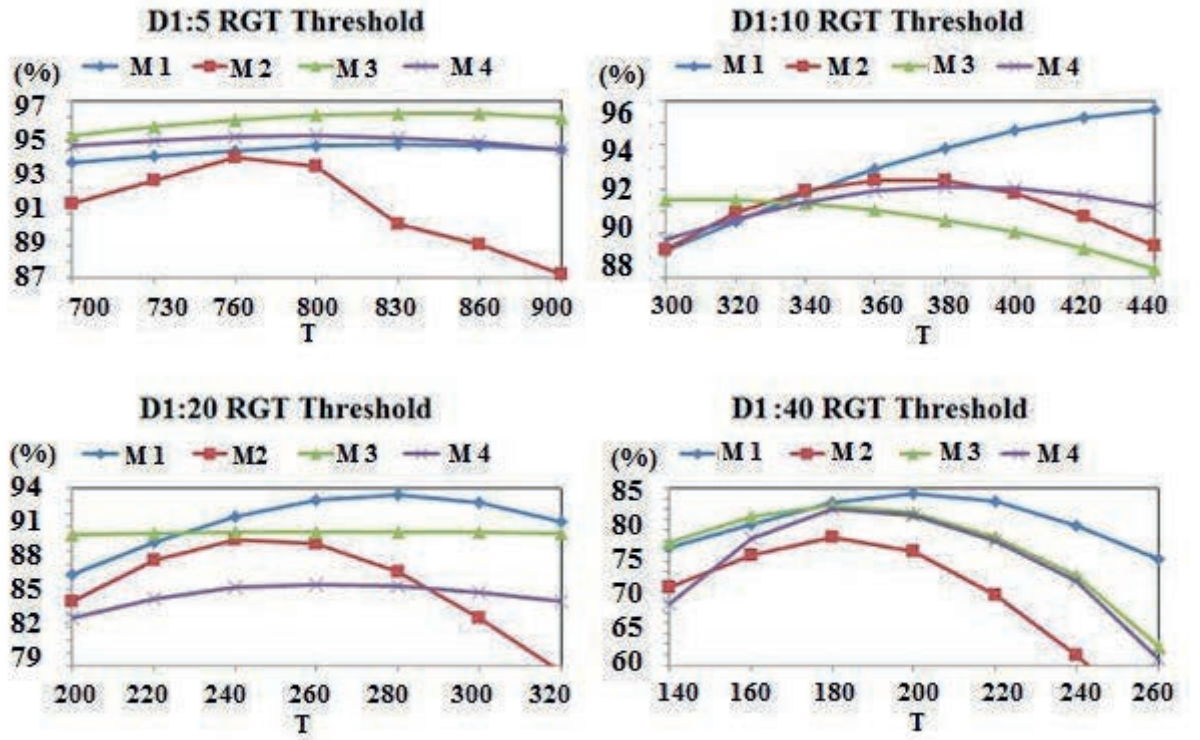 D1:5 RGT Threshold
(%) M 1 M 2 M 3 M 4
97
95
93
91
89
87
700 730 760 800 830 860 900
T
D1:10 RGT Threshold
(%) M 1 M 2 M 3 M 4
96
94
92
90
88
300 320 340 360 380 400 420 440
T
D1:20 RGT Threshold
(%) M 1 M2 M 3 M 4
94
91
88
85
82
79
200 220 240 260 280 300 320
T
D1:40 RGT Threshold
(%) M 1 M 2 M 3 M 4
85
80
75
70
65
60
140 160 180 200 220 240 260
T